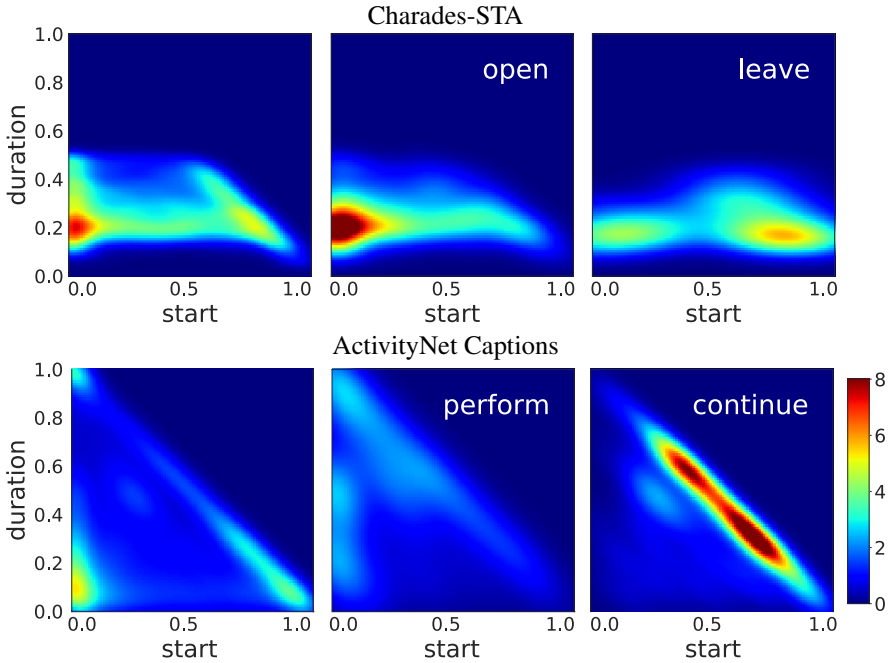 Charades-STA
duration
1.0
0.8
0.6
0.4
0.2
0.0
open
leave
0.0 0.5 1.0
0.0 0.5 1.0
0.0 0.5 1.0
start
start
start
ActivityNet Captions
duration
1.0
0.8
0.6
0.4
0.2
0.0
perform
continue
8
6
4
2
0
0.0 0.5 1.0
0.0 0.5 1.0
0.0 0.5 1.0
start
start
start